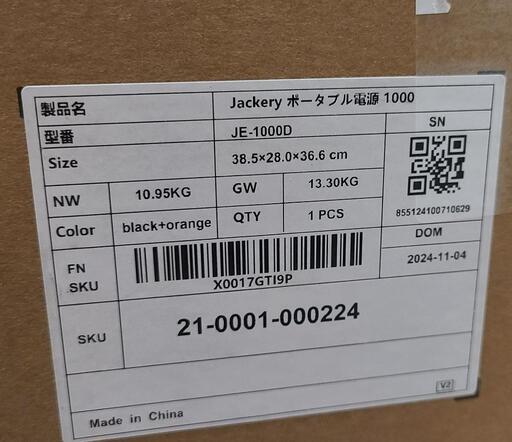 製品名 Jackery ポータブル電源 1000
型番 JE-1000D SN
Size 38.5×28.0×36.6 cm
NW 10.95KG GW 13.30KG
855124100710629
Color black+orange QTY 1 PCS
DOM
2024-11-04
FN
SKU
X0017GTI9P
SKU 21-0001-000224
V2
Made in China